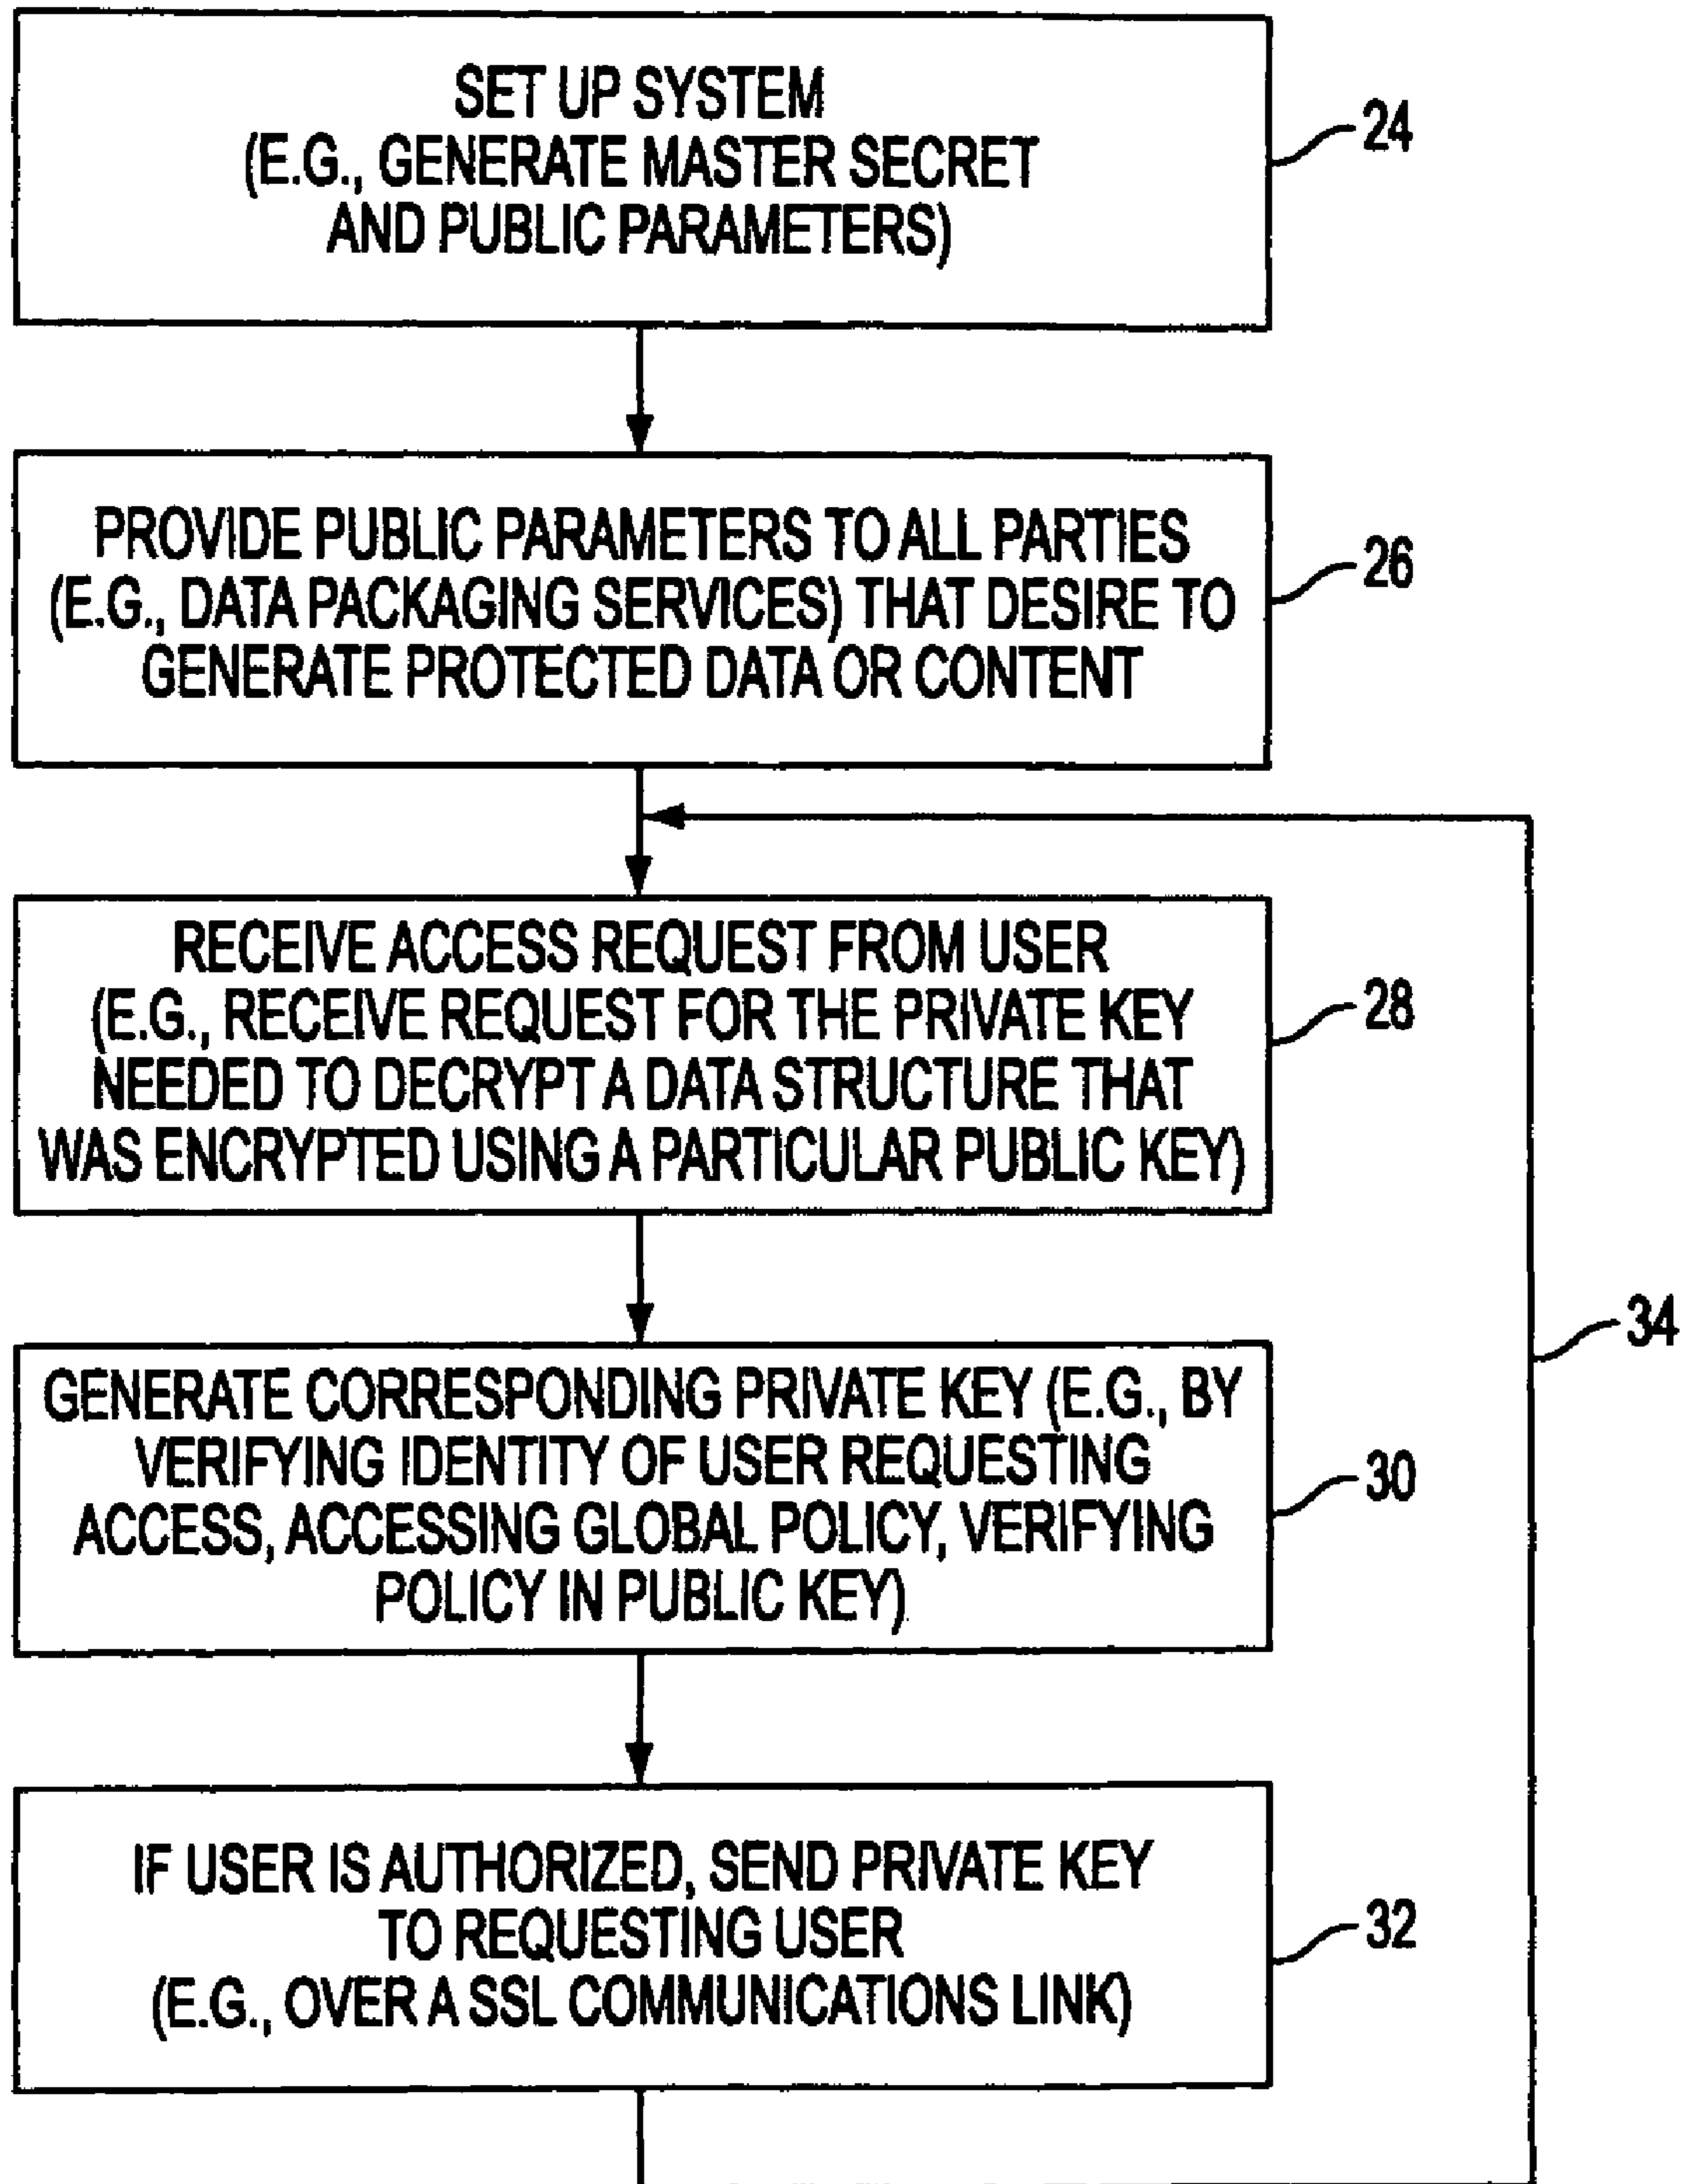 SET UP SYSTEM
(E.G., GENERATE MASTER SECRET
AND PUBLIC PARAMETERS)
24
PROVIDE PUBLIC PARAMETERS TO ALL PARTIES
(E.G., DATA PACKAGING SERVICES) THAT DESIRE TO
GENERATE PROTECTED DATA OR CONTENT
26
RECEIVE ACCESS REQUEST FROM USER
(E.G., RECEIVE REQUEST FOR THE PRIVATE KEY
NEEDED TO DECRYPT A DATA STRUCTURE THAT
WAS ENCRYPTED USING A PARTICULAR PUBLIC KEY)
28
34
GENERATE CORRESPONDING PRIVATE KEY (E.G., BY
VERIFYING IDENTITY OF USER REQUESTING
ACCESS, ACCESSING GLOBAL POLICY, VERIFYING
POLICY IN PUBLIC KEY)
30
IF USER IS AUTHORIZED, SEND PRIVATE KEY
TO REQUESTING USER
(E.G., OVER A SSL COMMUNICATIONS LINK)
32